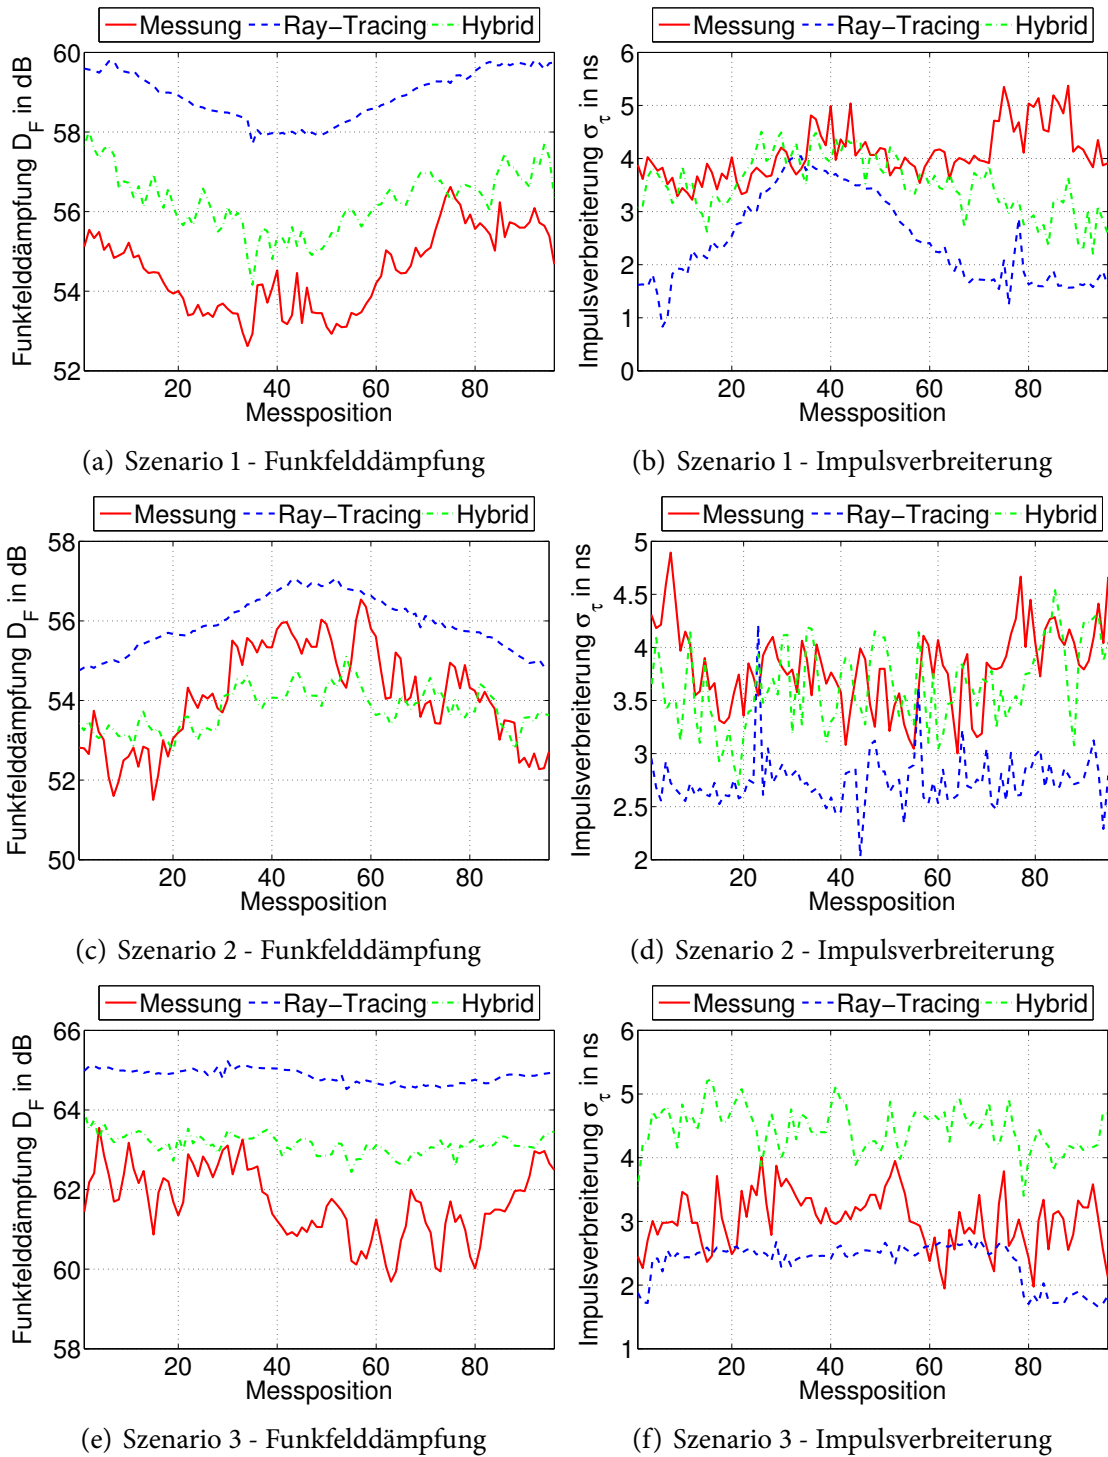 Messung Ray-Tracing Hybrid
Funkfelddämpfung D_F in dB
60
58
56
54
52
20 40 60 80
Messposition
(a) Szenario 1 - Funkfelddämpfung
Messung Ray-Tracing Hybrid
Impulsverbreiterung σ_τ in ns
6
5
4
3
2
1
0
20 40 60 80
Messposition
(b) Szenario 1 - Impulsverbreiterung
Messung Ray-Tracing Hybrid
Funkfelddämpfung D_F in dB
58
56
54
52
50
20 40 60 80
Messposition
(c) Szenario 2 - Funkfelddämpfung
Messung Ray-Tracing Hybrid
Impulsverbreiterung σ_τ in ns
5
4.5
4
3.5
3
2.5
2
20 40 60 80
Messposition
(d) Szenario 2 - Impulsverbreiterung
Messung Ray-Tracing Hybrid
Funkfelddämpfung D_F in dB
66
64
62
60
58
20 40 60 80
Messposition
(e) Szenario 3 - Funkfelddämpfung
Messung Ray-Tracing Hybrid
Impulsverbreiterung σ_τ in ns
6
5
4
3
2
1
20 40 60 80
Messposition
(f) Szenario 3 - Impulsverbreiterung